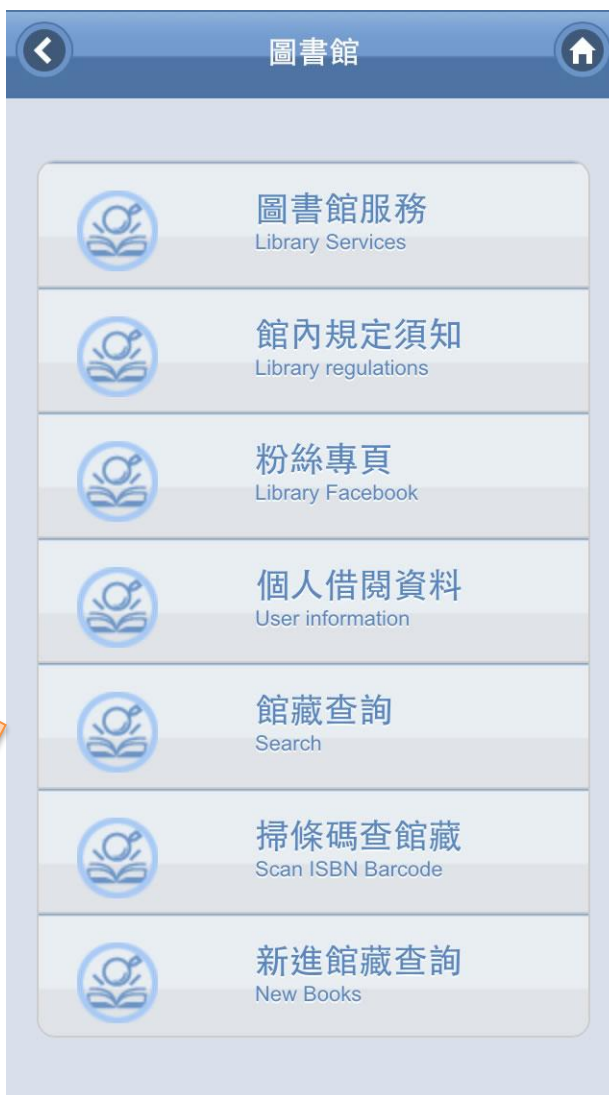 圖書館
圖書館服務
Library Services
館內規定須知
Library regulations
粉絲專頁
Library Facebook
個人借閱資料
User information
館藏查詢
Search
掃條碼查館藏
Scan ISBN Barcode
新進館藏查詢
New Books